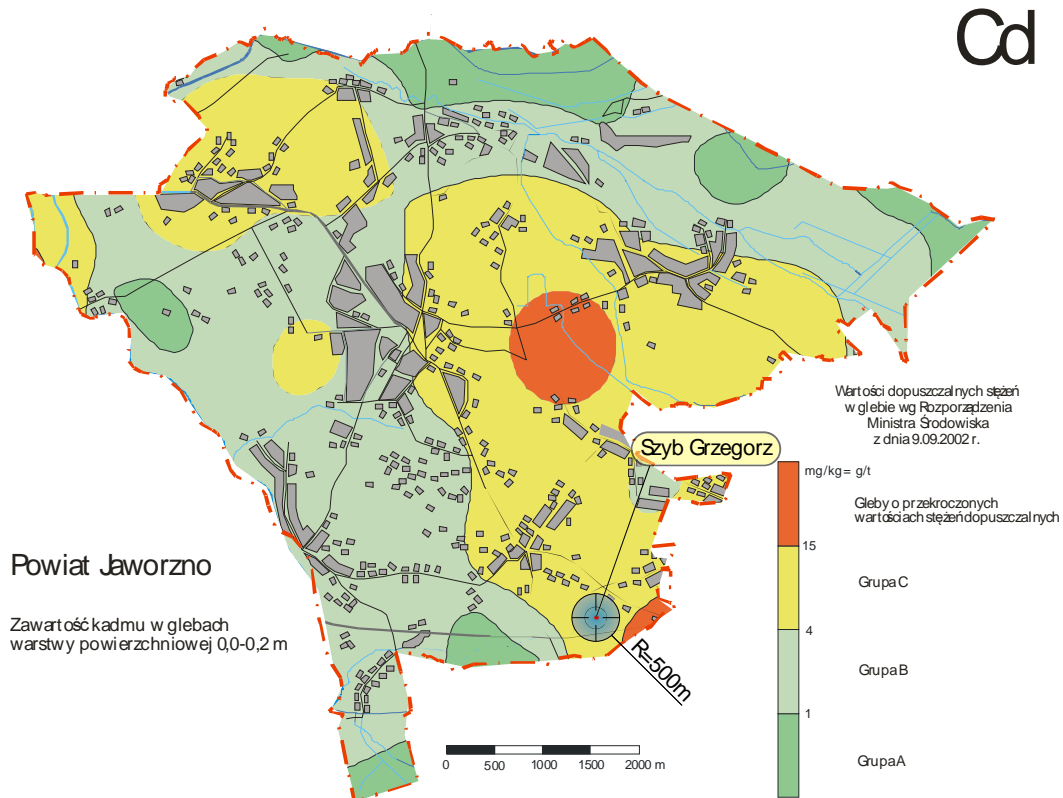 Cd
Wartości dopuszczalnych stężeń
w glebie wg Rozporządzenia
Ministra Środowiska
z dnia 9.09.2002 r.
Szyb Grzegorz
mg/kg = g/t
Gleby o przekroczonych
wartościach stężeń dopuszczalnych
15
Grupa C
4
Grupa B
1
Grupa A
Powiat Jaworzno
Zawartość kadmu w glebach
warstwy powierzchniowej 0,0-0,2 m
R=500m
0 500 1000 1500 2000 m